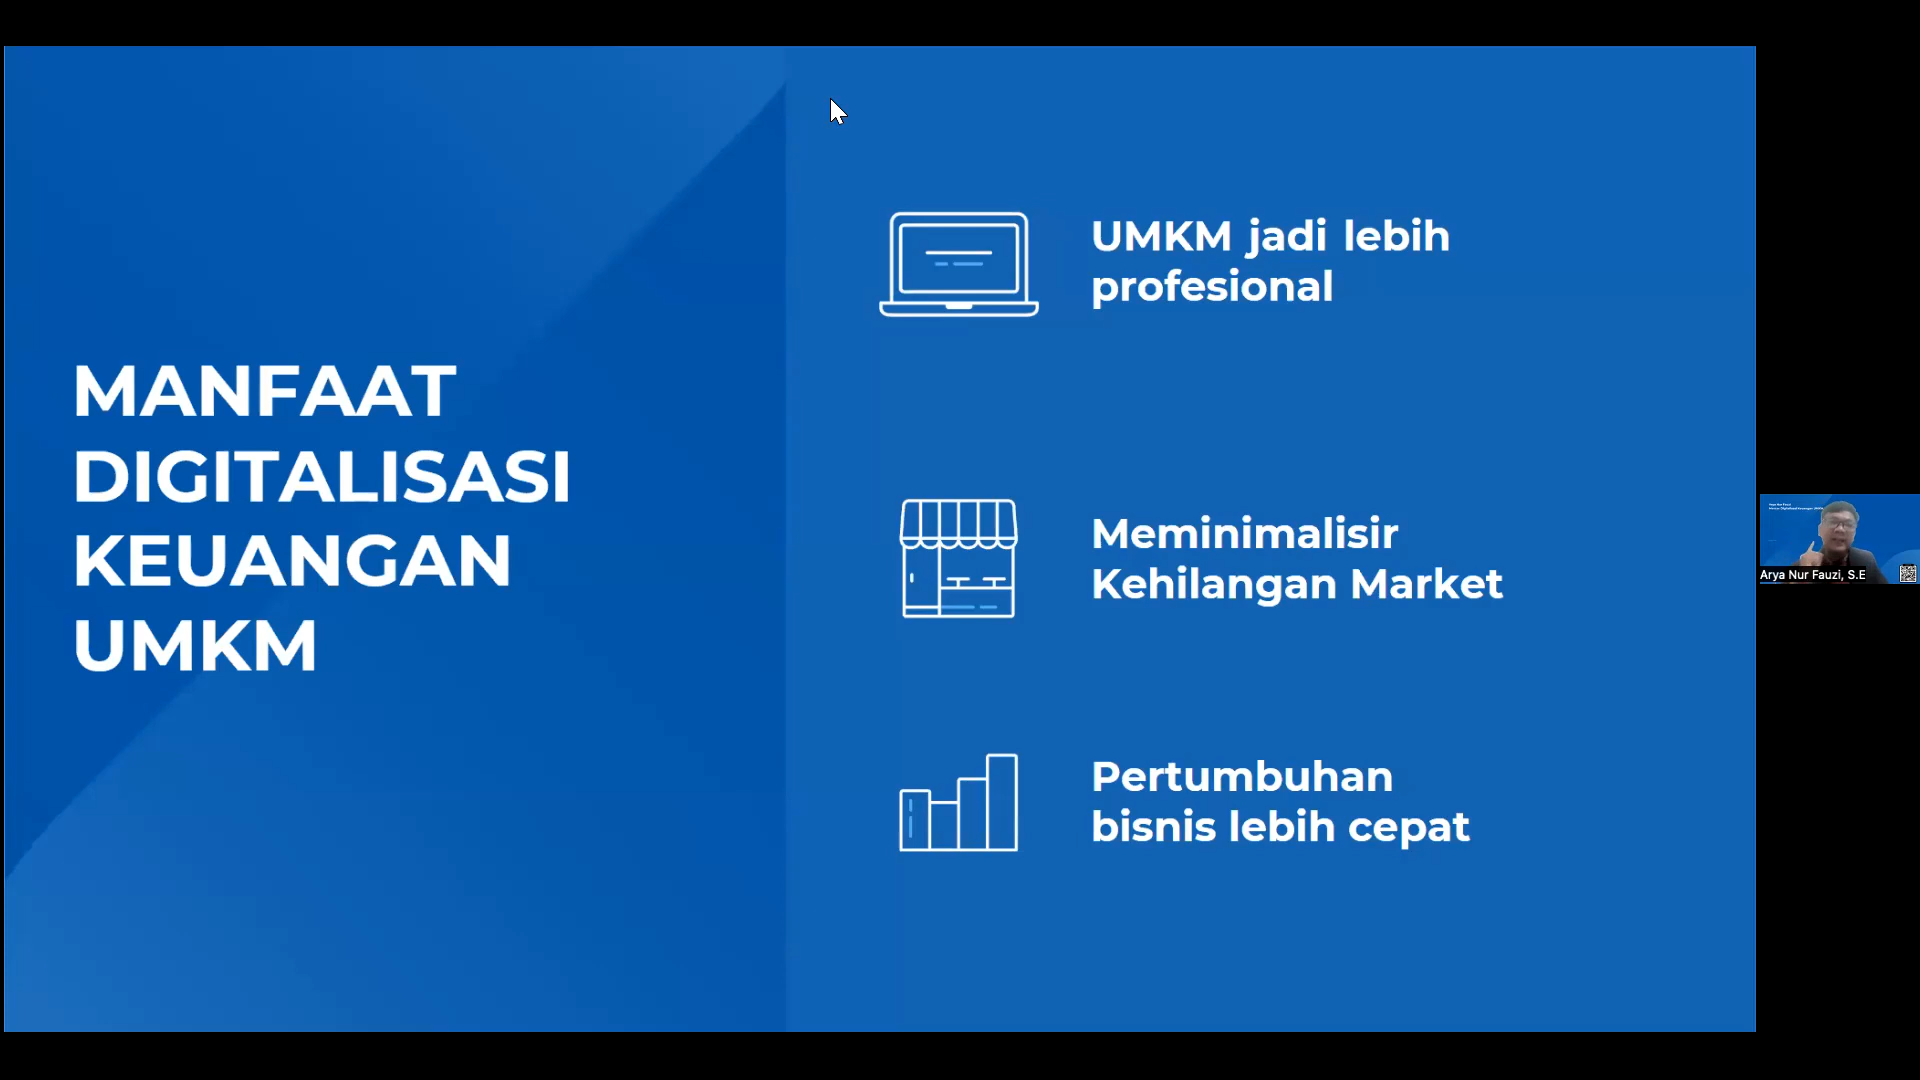 MANFAAT
DIGITALISASI
KEUANGAN
UMKM
UMKM jadi lebih
profesional
Meminimalisir
Kehilangan Market
Pertumbuhan
bisnis lebih cepat
Arya Nur Fauzi, S.E